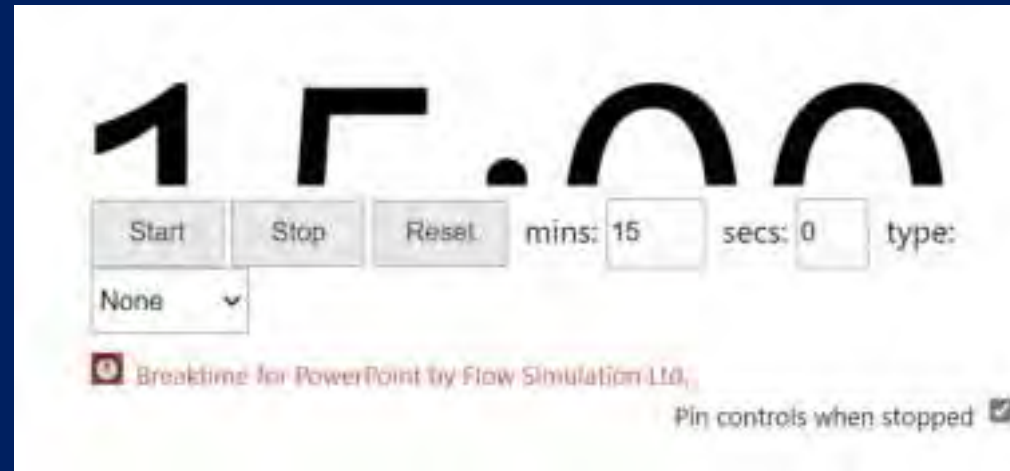 15:00
Start Stop Reset mins: 15 secs: 0 type:
None
Breaktime for PowerPoint by Flow Simulation Ltd.
Pin controls when stopped